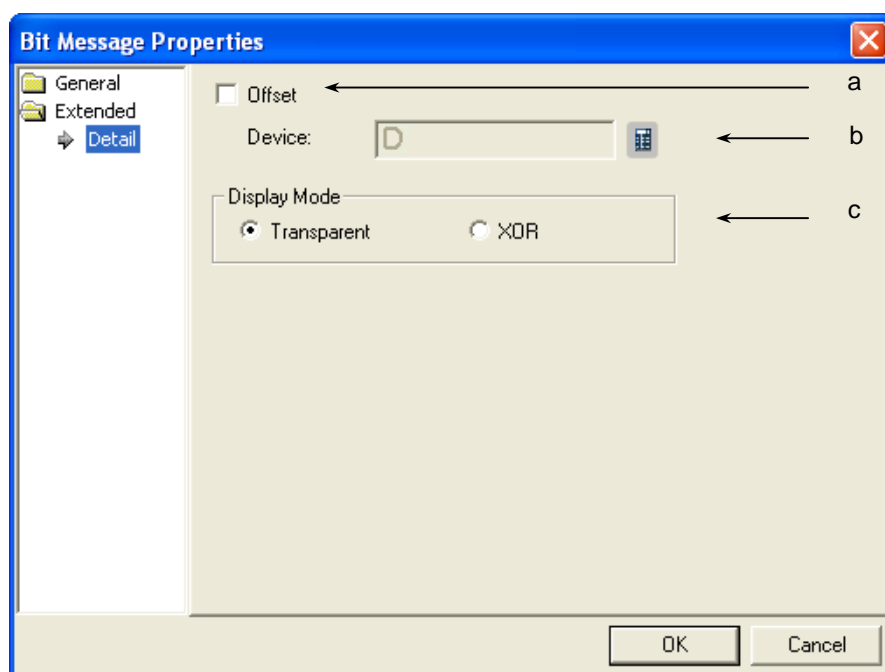 Bit Message Properties
General
Extended
Detail
Offset
a
Device:
D
b
Display Mode
c
Transparent
XOR
OK
Cancel